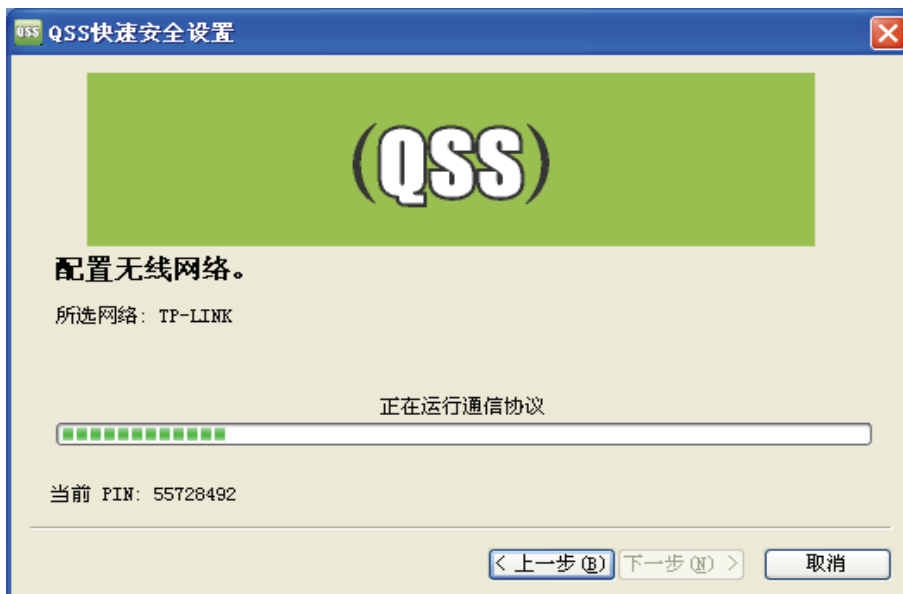 QSS QSS快速安全设置
(QSS)
配置无线网络。
所选网络: TP-LINK
正在运行通信协议
当前 PIN: 55728492
< 上一步(B) 下一步(N) > 取消